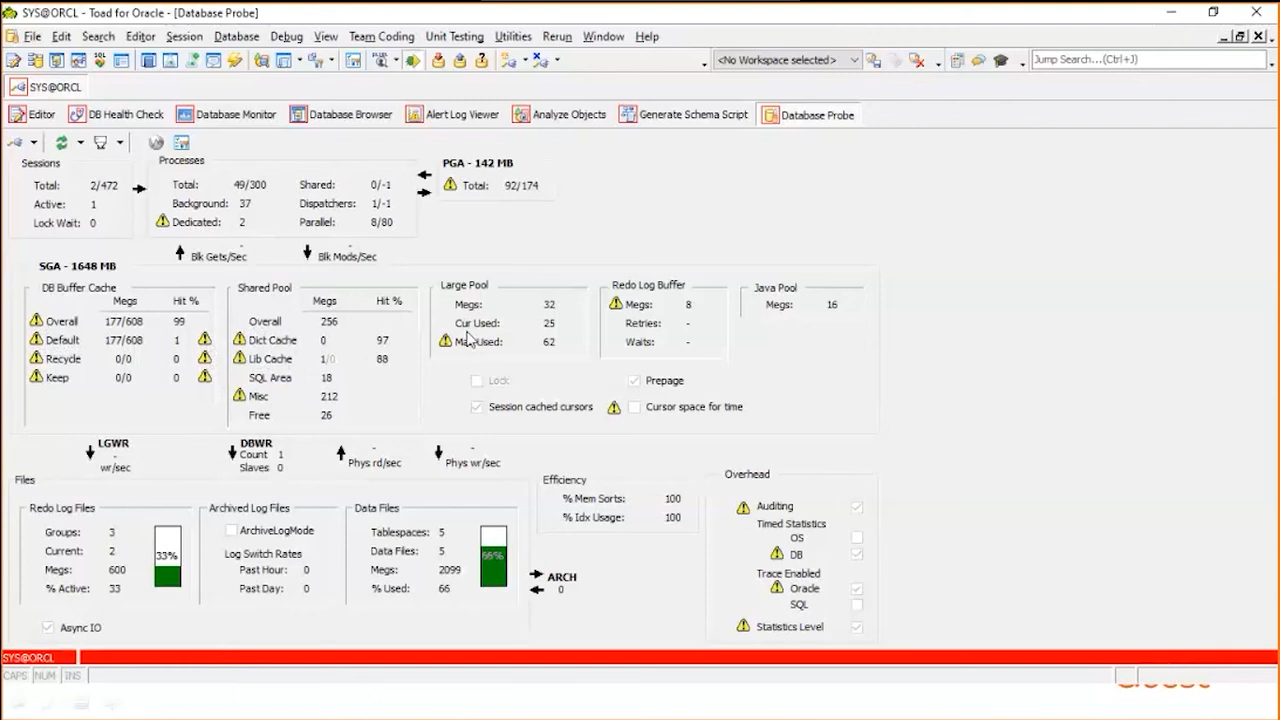 SYS@ORCL - Toad for Oracle - [Database Probe]
File Edit Search Editor Session Database Debug View Team Coding Unit Testing Utilities Rerun Window Help
<No Workspace selected> Jump Search...(Ctrl+J)
SYS@ORCL
Editor DB Health Check Database Monitor Database Browser Alert Log Viewer Analyze Objects Generate Schema Script Database Probe
Sessions
Total: 2/472
Active: 1
Lock Wait: 0
Processes
Total: 49/300 Shared: 0/-1
Background: 37 Dispatchers: 1/-1
Dedicated: 2 Parallel: 8/80
PGA - 142 MB
Total: 92/174
- Blk Gets/Sec
- Blk Mods/Sec
SGA - 1648 MB
DB Buffer Cache
Megs Hit %
Overall 177/608 99
Default 177/608 1
Recycle 0/0 0
Keep 0/0 0
Shared Pool
Megs Hit %
Overall 256
Dict Cache 0 97
Lib Cache 1/0 88
SQL Area 18
Misc 212
Free 26
Large Pool
Megs: 32
Cur Used: 25
Used: 62
Redo Log Buffer
Megs: 8
Retries: -
Waits: -
Java Pool
Megs: 16
Lock Prepage
Session cached cursors Cursor space for time
LGWR
- wr/sec
DBWR
Count 1
Slaves 0
- Phys rd/sec
- Phys wr/sec
Files
Redo Log Files
Groups: 3
Current: 2
Megs: 600
% Active: 33
33%
Archived Log Files
ArchiveLogMode
Log Switch Rates
Past Hour: 0
Past Day: 0
Data Files
Tablespaces: 5
Data Files: 5
Megs: 2099
% Used: 66
66%
Async IO
Efficiency
% Mem Sorts: 100
% Idx Usage: 100
ARCH
0
Overhead
Auditing
Timed Statistics
OS
DB
Trace Enabled
Oracle
SQL
Statistics Level
SYS@ORCL
CAPS NUM INS